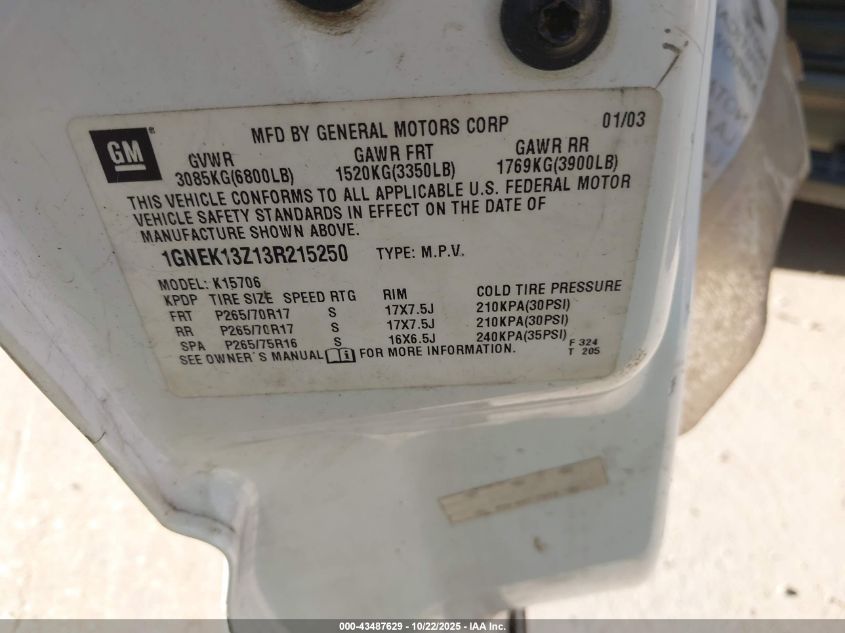 GM
MFD BY GENERAL MOTORS CORP 01/03
GVWR GAWR FRT GAWR RR
3085KG(6800LB) 1520KG(3350LB) 1769KG(3900LB)
THIS VEHICLE CONFORMS TO ALL APPLICABLE U.S. FEDERAL MOTOR
VEHICLE SAFETY STANDARDS IN EFFECT ON THE DATE OF
MANUFACTURE SHOWN ABOVE.
1GNEK13Z13R215250 TYPE: M.P.V.
MODEL: K15706
KPDP TIRE SIZE SPEED RTG RIM COLD TIRE PRESSURE
FRT P265/70R17 S 17X7.5J 210KPA(30PSI)
RR P265/70R17 S 17X7.5J 210KPA(30PSI)
SPA P265/75R16 S 16X6.5J 240KPA(35PSI) F 324
SEE OWNER'S MANUAL FOR MORE INFORMATION. T 205
000-43487629 | 10/22/2025 | IAA Inc.